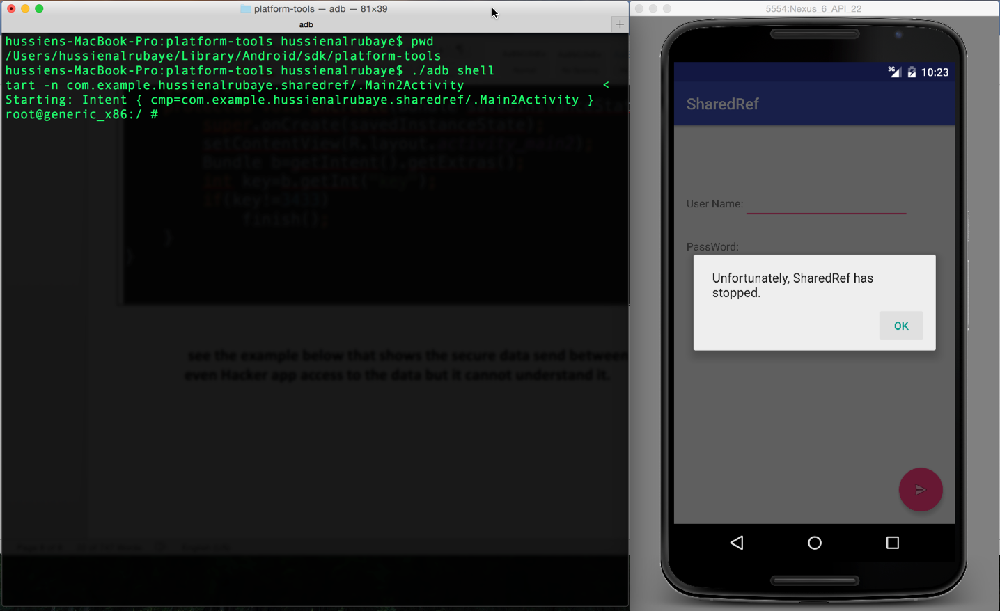 platform-tools — adb — 81×39
adb
+
hussiens-MacBook-Pro:platform-tools hussienalrubaye$ pwd
/Users/hussienalrubaye/Library/Android/sdk/platform-tools
hussiens-MacBook-Pro:platform-tools hussienalrubaye$ ./adb shell
tart -n com.example.hussienalrubaye.sharedref/.Main2Activity <
Starting: Intent { cmp=com.example.hussienalrubaye.sharedref/.Main2Activity }
root@generic_x86:/ #
super.onCreate(savedInstanceState);
setContentView(R.layout.activity_main2);
Bundle b=getIntent().getExtras();
int key=b.getInt("key");
if(key!=3433)
finish();
}
}
see the example below that shows the secure data send between
even Hacker app access to the data but it cannot understand it.
5554:Nexus_6_API_22
3G 10:23
SharedRef
User Name:
PassWord:
Unfortunately, SharedRef has
stopped.
OK